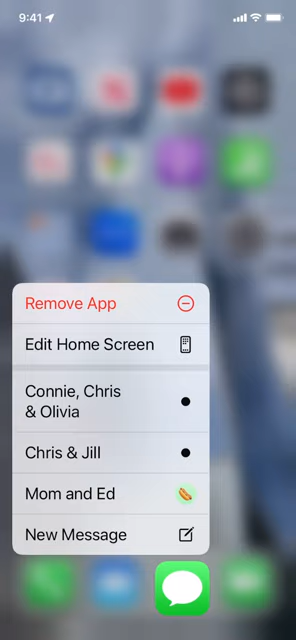 9:41
Remove App
Edit Home Screen
Connie, Chris
& Olivia
Chris & Jill
Mom and Ed
New Message